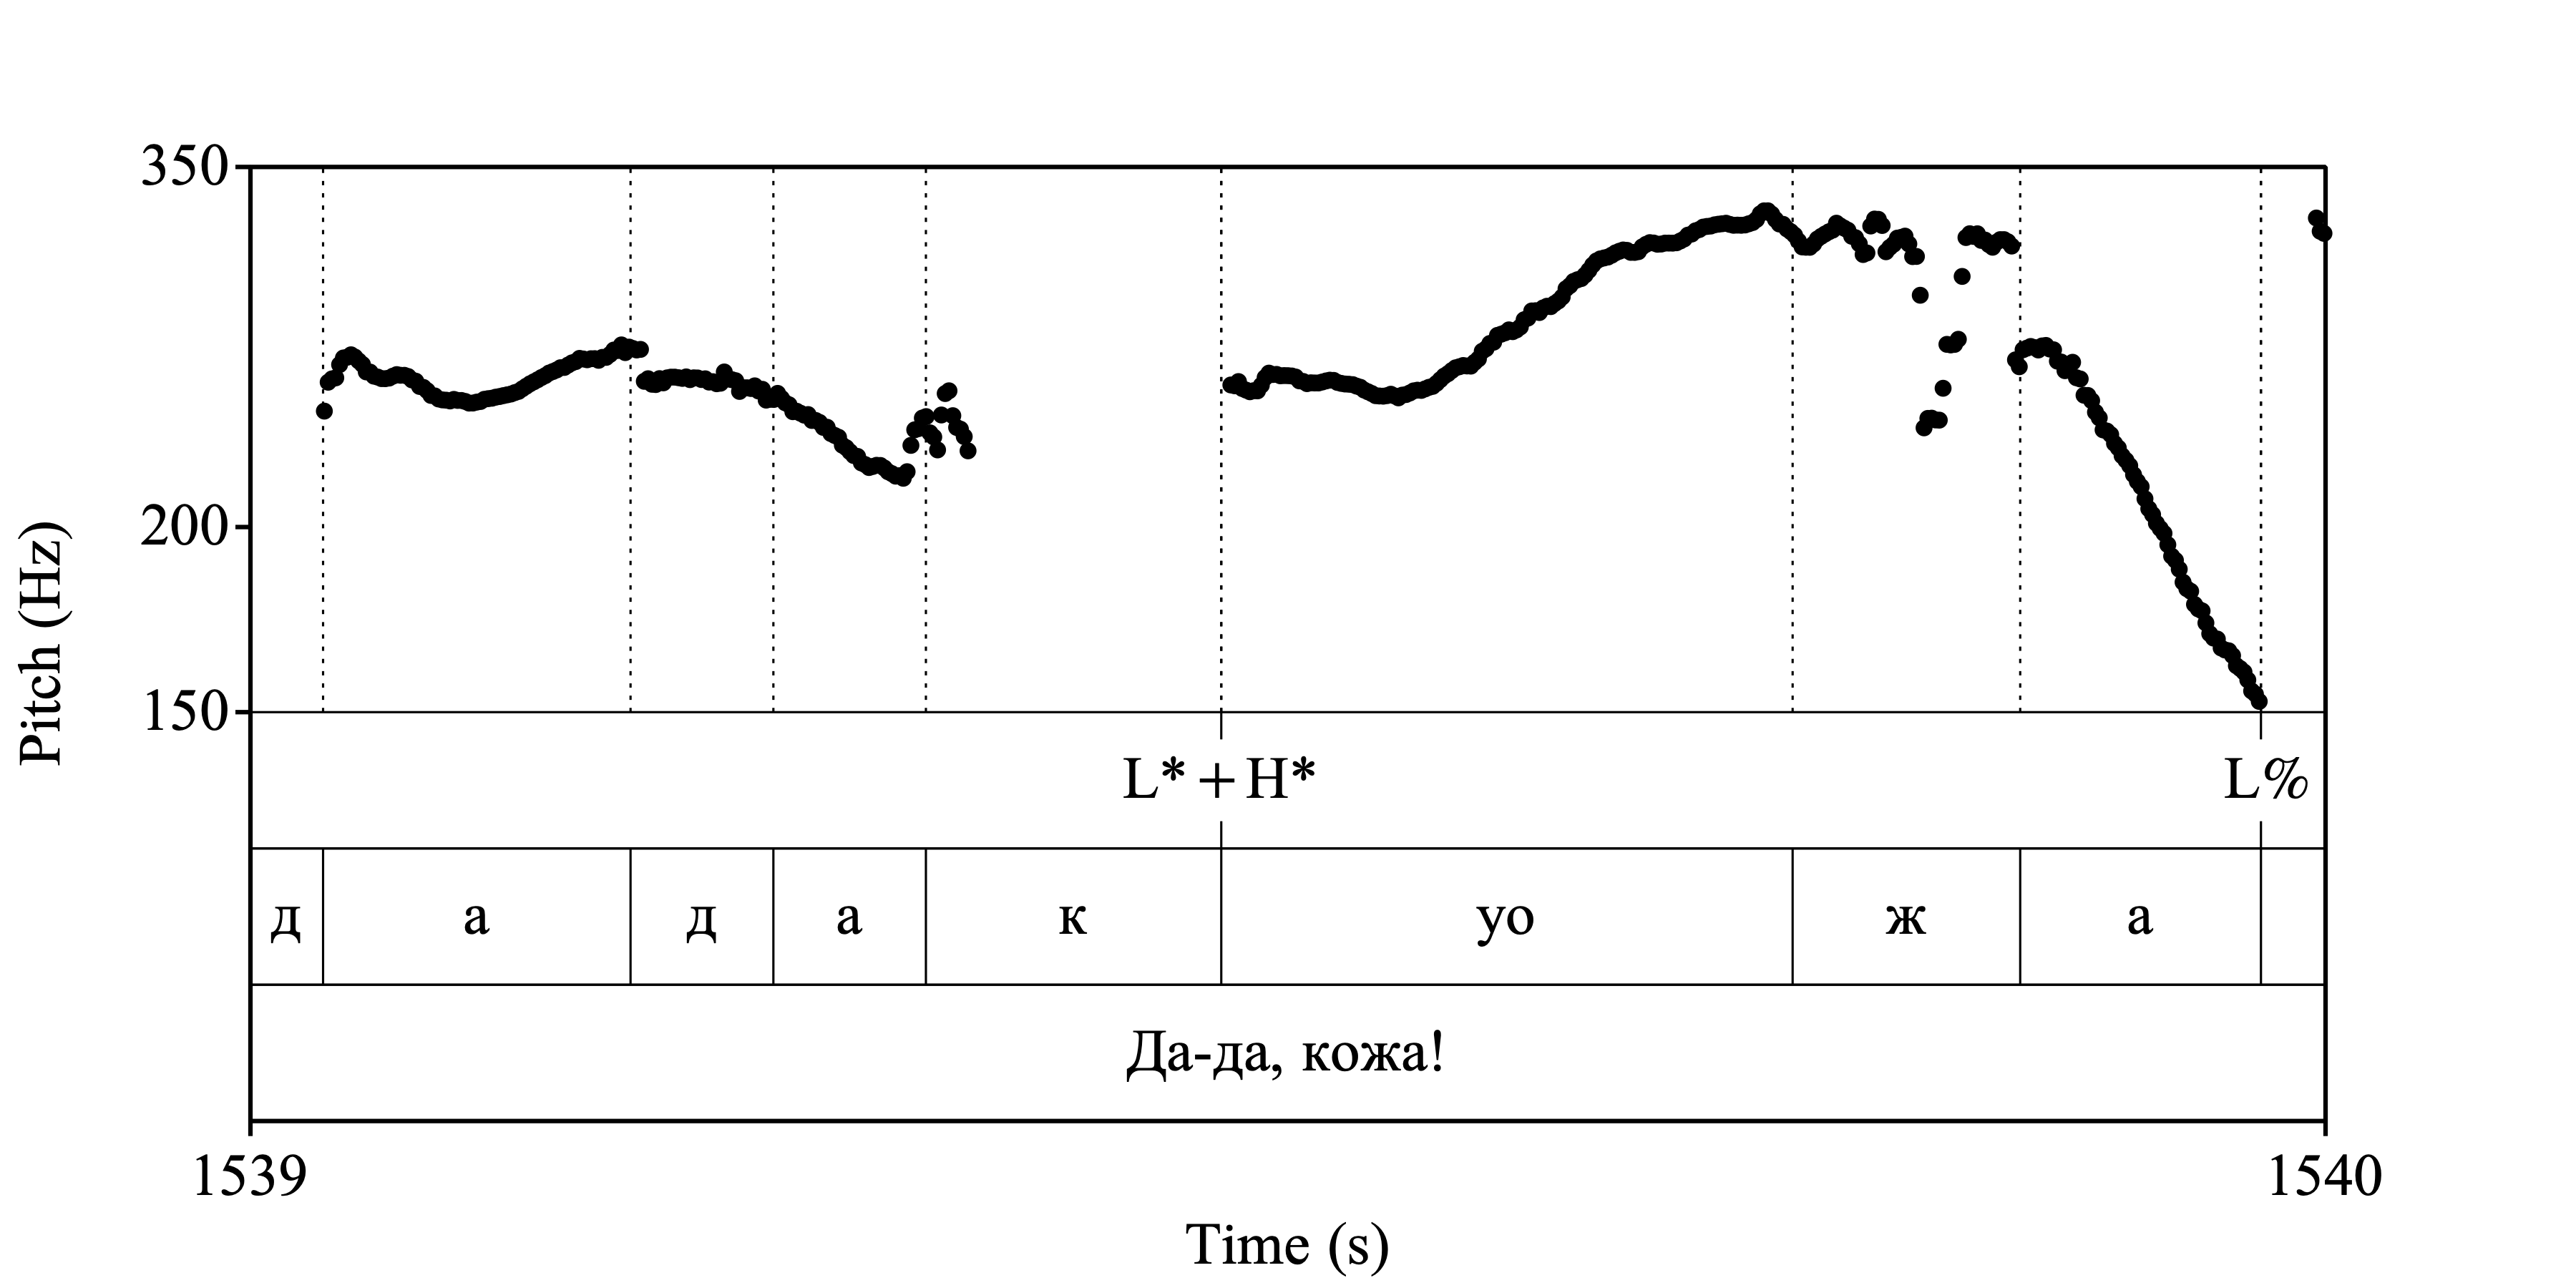 350
200
150
Pitch (Hz)
L*+H* L%
д а д а к уо ж а
Да-да, кожа!
1539 1540
Time (s)